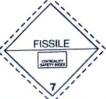 FISSILE
CRITICALITY
SAFETY INDEX
7